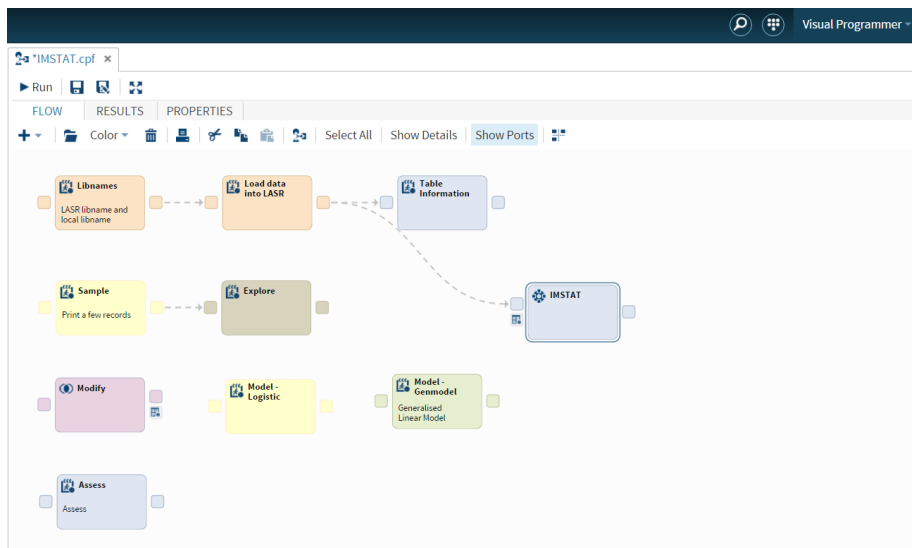 Visual Programmer
*IMSTAT.cpf ×
Run
FLOW RESULTS PROPERTIES
Color Select All Show Details Show Ports
Libnames
LASR libname and
local libname
Load data
into LASR
Table
Information
Sample
Print a few records
Explore
IMSTAT
Modify
Model -
Logistic
Model -
Genmodel
Generalised
Linear Model
Assess
Assess